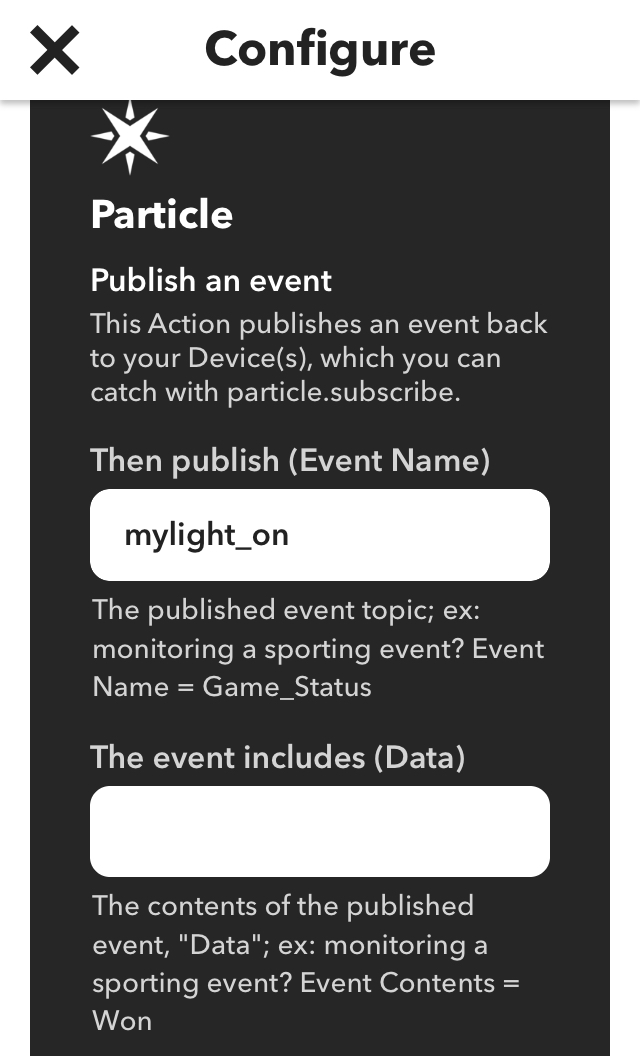 Configure
Particle
Publish an event
This Action publishes an event back
to your Device(s), which you can
catch with particle.subscribe.
Then publish (Event Name)
mylight_on
The published event topic; ex:
monitoring a sporting event? Event
Name = Game_Status
The event includes (Data)
The contents of the published
event, "Data"; ex: monitoring a
sporting event? Event Contents =
Won